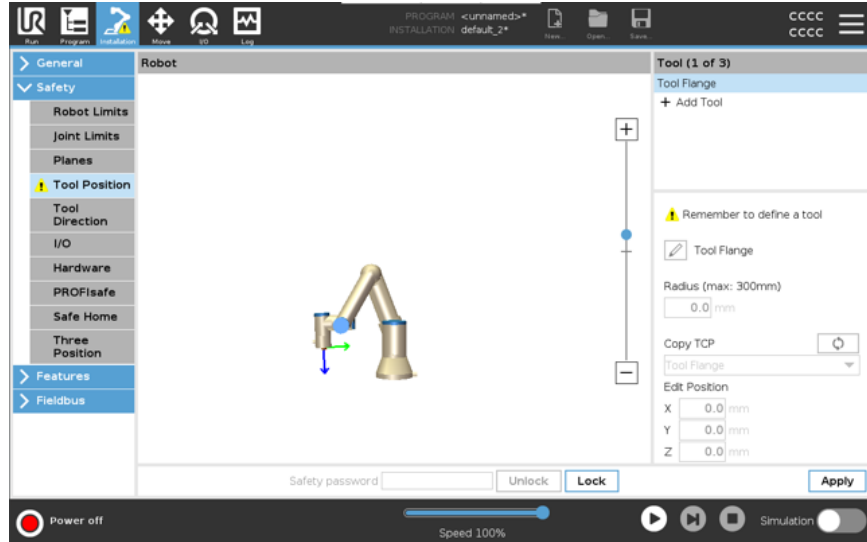 PROGRAM <unnamed>*
INSTALLATION default_2*
Run
Program
Installation
Move
I/O
Log
New...
Open...
Save...
cccc
cccc
General
Safety
Robot Limits
Joint Limits
Planes
Tool Position
Tool
Direction
I/O
Hardware
PROFIsafe
Safe Home
Three
Position
Features
Fieldbus
Robot
Tool (1 of 3)
Tool Flange
+ Add Tool
Remember to define a tool
Tool Flange
Radius (max: 300mm)
0.0 mm
Copy TCP
Tool Flange
Edit Position
X 0.0 mm
Y 0.0 mm
Z 0.0 mm
Safety password
Unlock
Lock
Apply
Power off
Speed 100%
Simulation